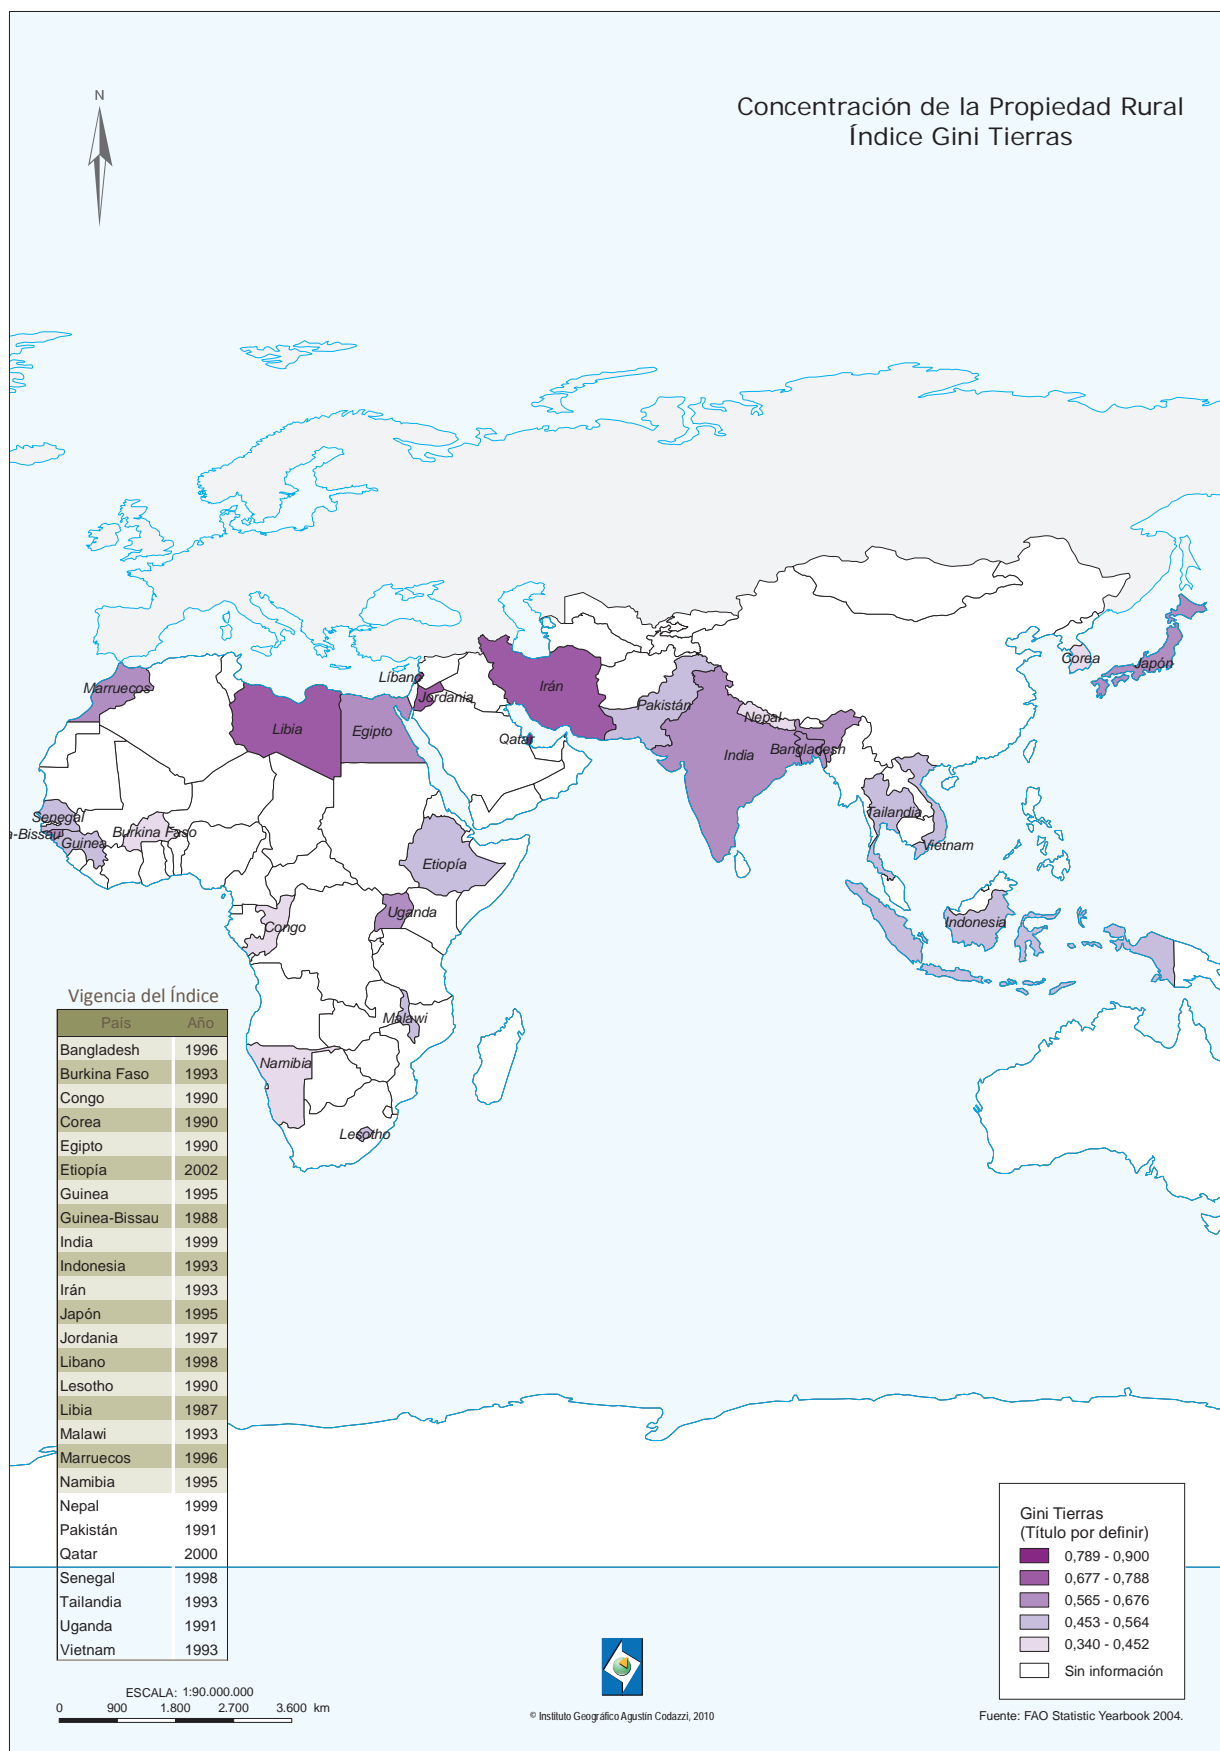 N
Concentración de la Propiedad Rural
Índice Gini Tierras
Líbano
Marruecos
Jordania
Irán
Corea
Japón
Libia
Egipto
Qatar
Pakistán
Nepal
India
Bangladesh
Senegal
a-Bissau
Guinea
Burkina Faso
Etiopía
Tailandia
Vietnam
Uganda
Congo
Indonesia
Malawi
Namibia
Lesotho
Vigencia del Índice
País Año
Bangladesh 1996
Burkina Faso 1993
Congo 1990
Corea 1990
Egipto 1990
Etiopía 2002
Guinea 1995
Guinea-Bissau 1988
India 1999
Indonesia 1993
Irán 1993
Japón 1995
Jordania 1997
Libano 1998
Lesotho 1990
Libia 1987
Malawi 1993
Marruecos 1996
Namibia 1995
Nepal 1999
Pakistán 1991
Qatar 2000
Senegal 1998
Tailandia 1993
Uganda 1991
Vietnam 1993
ESCALA: 1:90.000.000
0 900 1.800 2.700 3.600 km
© Instituto Geográfico Agustín Codazzi, 2010
Gini Tierras
(Título por definir)
0,789 - 0,900
0,677 - 0,788
0,565 - 0,676
0,453 - 0,564
0,340 - 0,452
Sin información
Fuente: FAO Statistic Yearbook 2004.